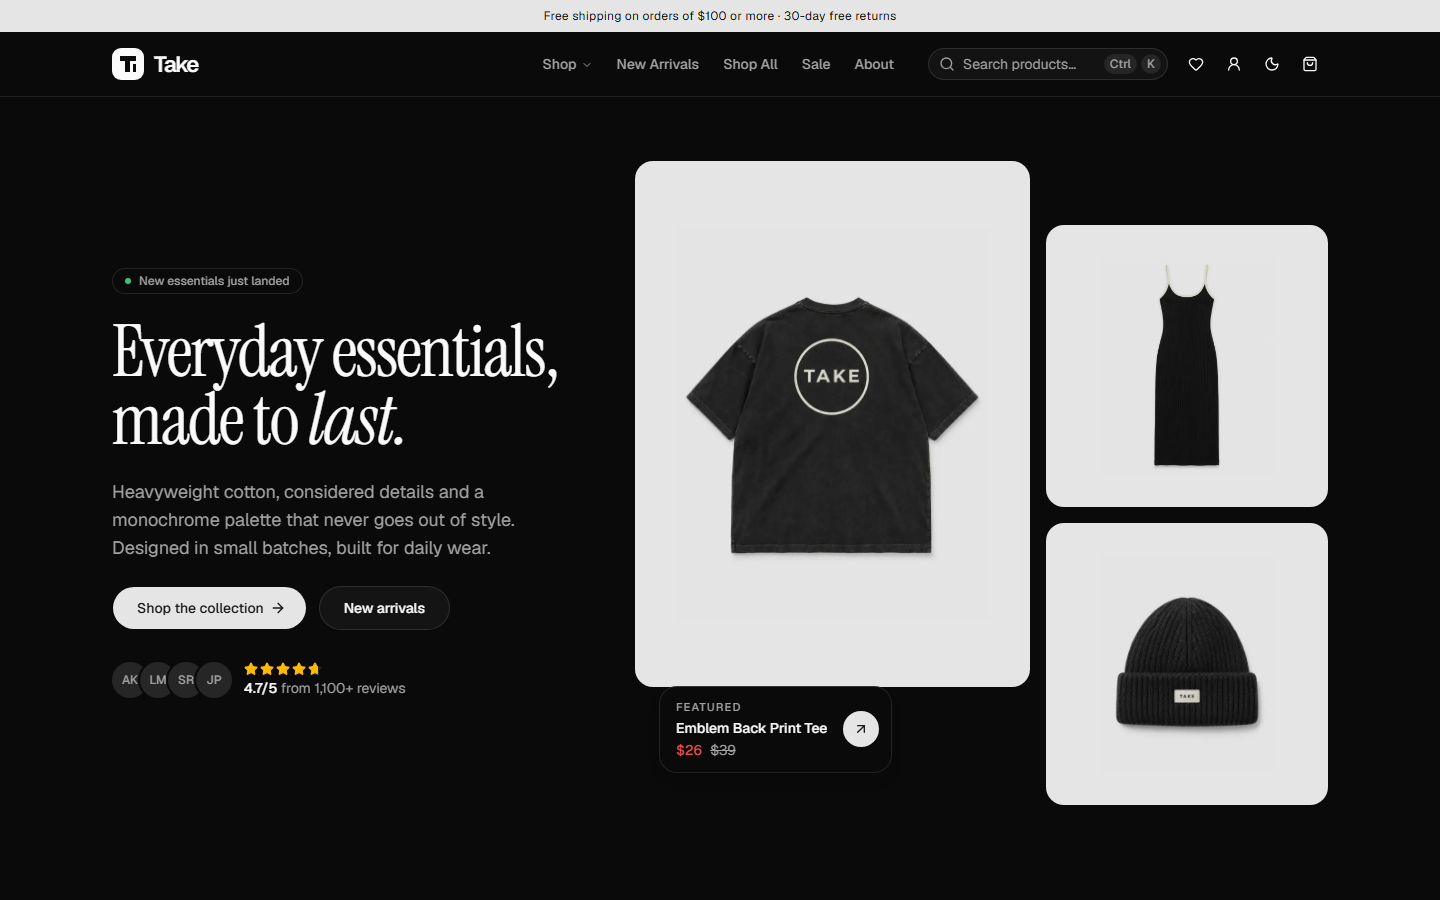 Free shipping on orders of $100 or more · 30-day free returns
Take
Shop
New Arrivals
Shop All
Sale
About
Search products...
Ctrl
K
New essentials just landed
Everyday essentials,
made to last.
Heavyweight cotton, considered details and a
monochrome palette that never goes out of style.
Designed in small batches, built for daily wear.
Shop the collection
New arrivals
AK
LM
SR
JP
4.7/5 from 1,100+ reviews
TAKE
FEATURED
Emblem Back Print Tee
$26 $39
TAKE